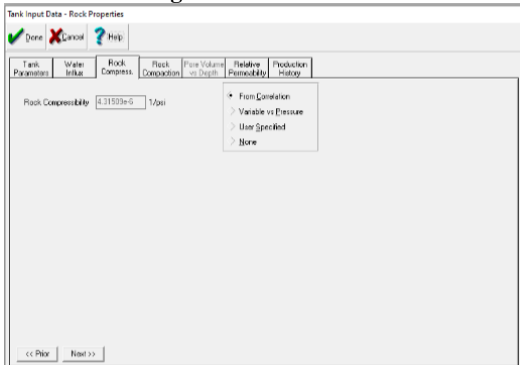 Tank Input Data - Rock Properties
Done Cancel Help
Tank Parameters
Water Influx
Rock Compress.
Rock Compaction
Pore Volume vs Depth
Relative Permeability
Production History
Rock Compressibility 4.31503e-6 1/psi
From Correlation
Variable vs Pressure
User Specified
None
<< Prior Next >>